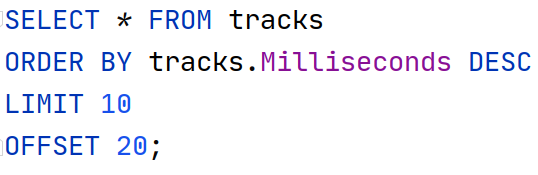 SELECT * FROM tracks
ORDER BY tracks.Milliseconds DESC
LIMIT 10
OFFSET 20;